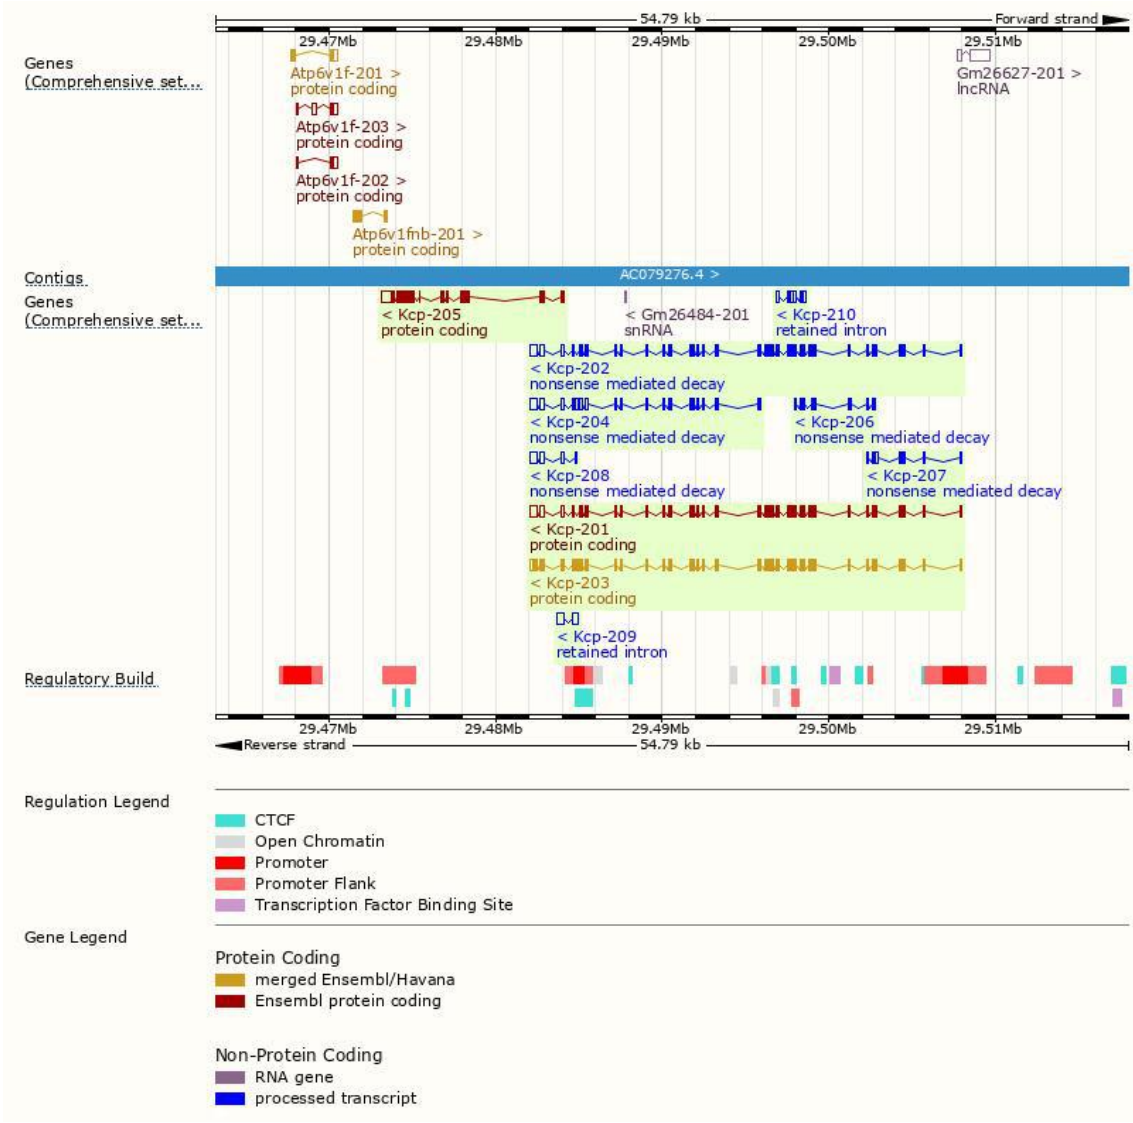 54.79 kb Forward strand
29.47Mb 29.48Mb 29.49Mb 29.50Mb 29.51Mb
Genes
(Comprehensive set...
Atp6v1f-201 >
protein coding
Gm26627-201 >
lncRNA
Atp6v1f-203 >
protein coding
Atp6v1f-202 >
protein coding
Atp6v1fnb-201 >
protein coding
Contigs
AC079276.4 >
Genes
(Comprehensive set...
< Kcp-205
protein coding
< Gm26484-201
snRNA
< Kcp-210
retained intron
< Kcp-202
nonsense mediated decay
< Kcp-204
nonsense mediated decay
< Kcp-206
nonsense mediated decay
< Kcp-208
nonsense mediated decay
< Kcp-207
nonsense mediated decay
< Kcp-201
protein coding
< Kcp-203
protein coding
< Kcp-209
retained intron
Regulatory Build
29.47Mb 29.48Mb 29.49Mb 29.50Mb 29.51Mb
Reverse strand 54.79 kb
Regulation Legend
CTCF
Open Chromatin
Promoter
Promoter Flank
Transcription Factor Binding Site
Gene Legend
Protein Coding
merged Ensembl/Havana
Ensembl protein coding
Non-Protein Coding
RNA gene
processed transcript